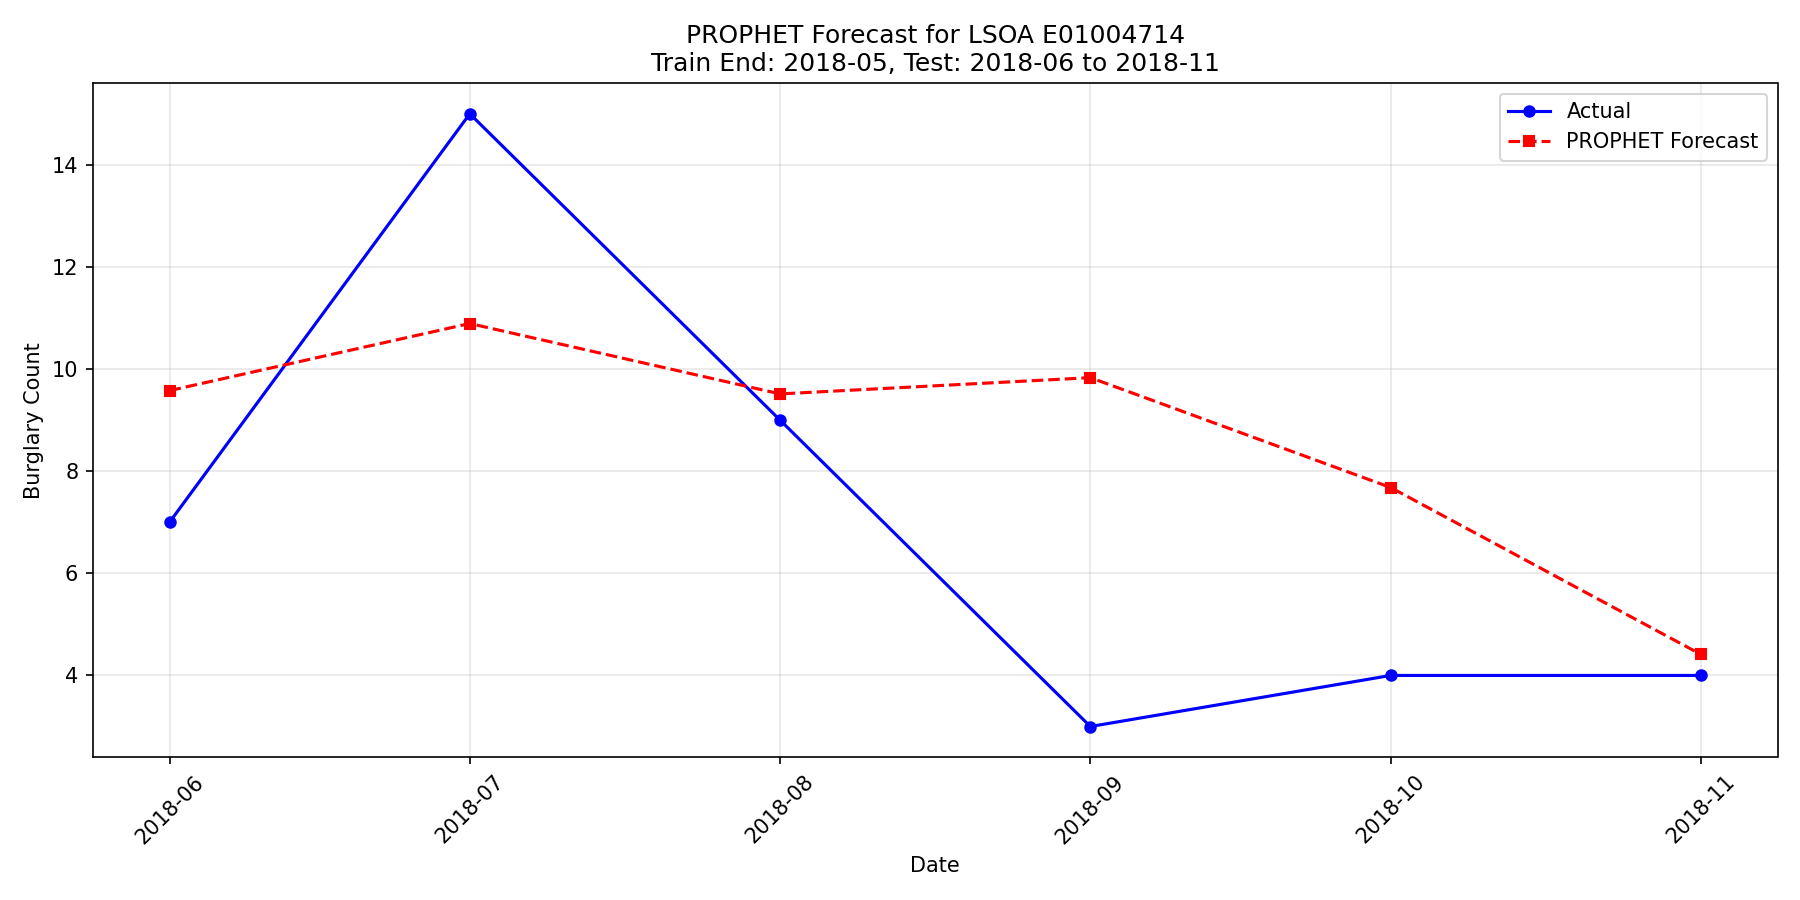 PROPHET Forecast for LSOA E01004714
Train End: 2018-05, Test: 2018-06 to 2018-11
Actual
PROPHET Forecast
Burglary Count
14
12
10
8
6
4
2018-06
2018-07
2018-08
2018-09
2018-10
2018-11
Date